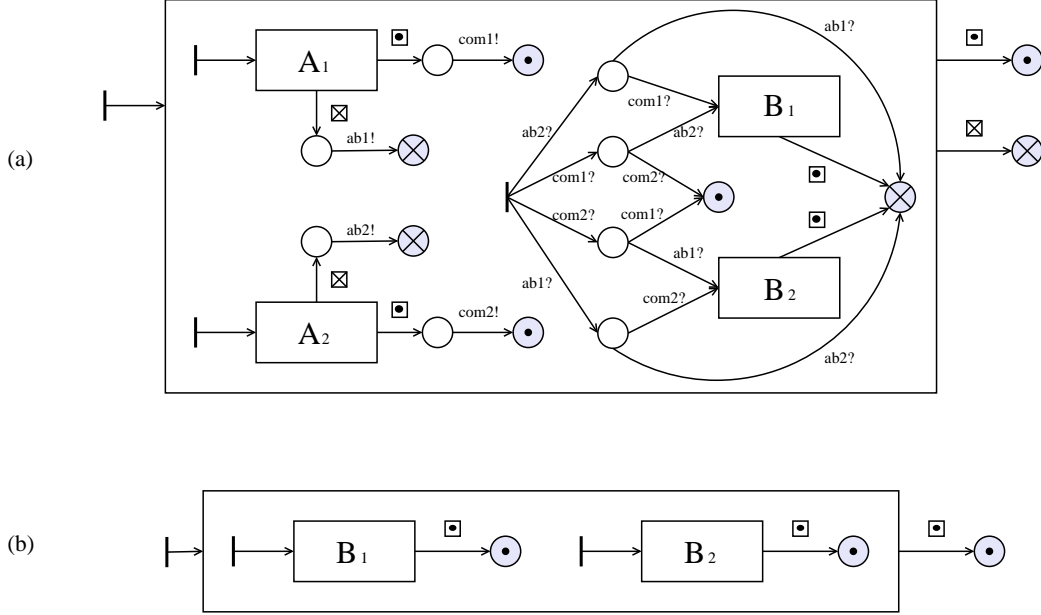 (a)
A1
com1!
ab1!
ab2!
A2
com2!
ab1?
com1?
ab2?
ab2?
com1?
com2?
com2?
com1?
ab1?
ab1?
com2?
ab2?
B1
B2
(b)
B1
B2